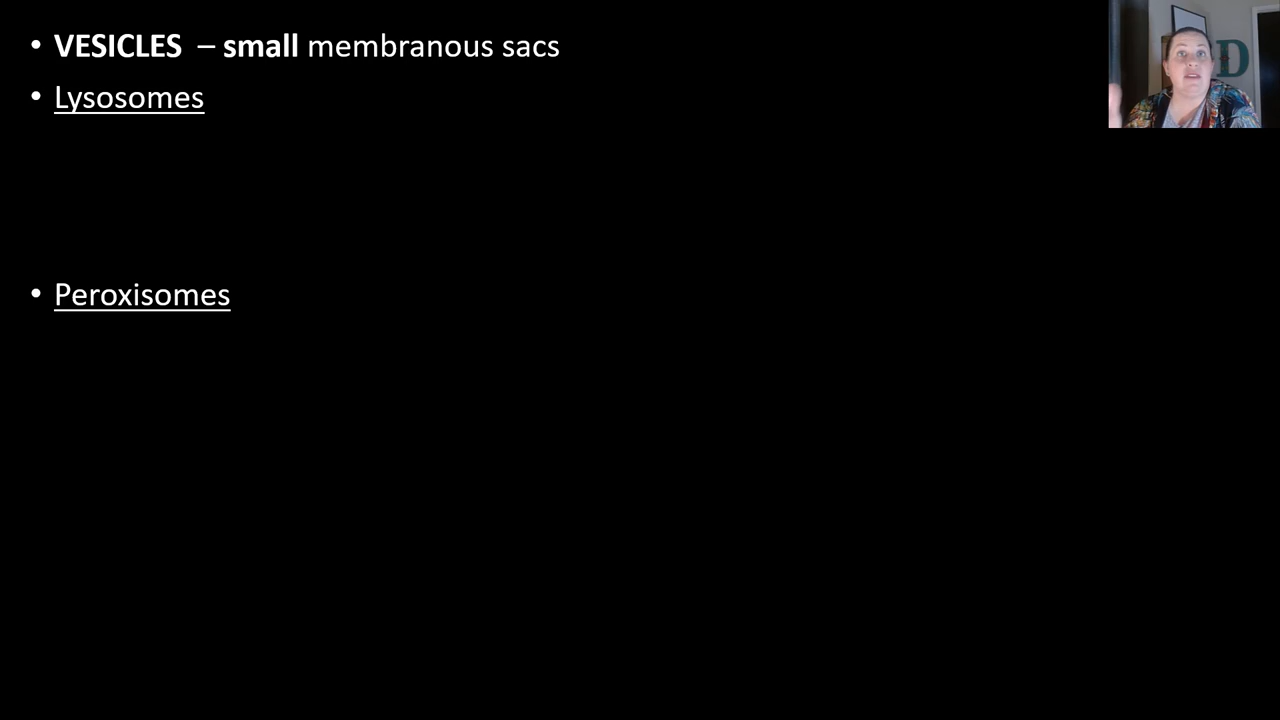 • VESICLES – small membranous sacs
• Lysosomes
• Peroxisomes
D